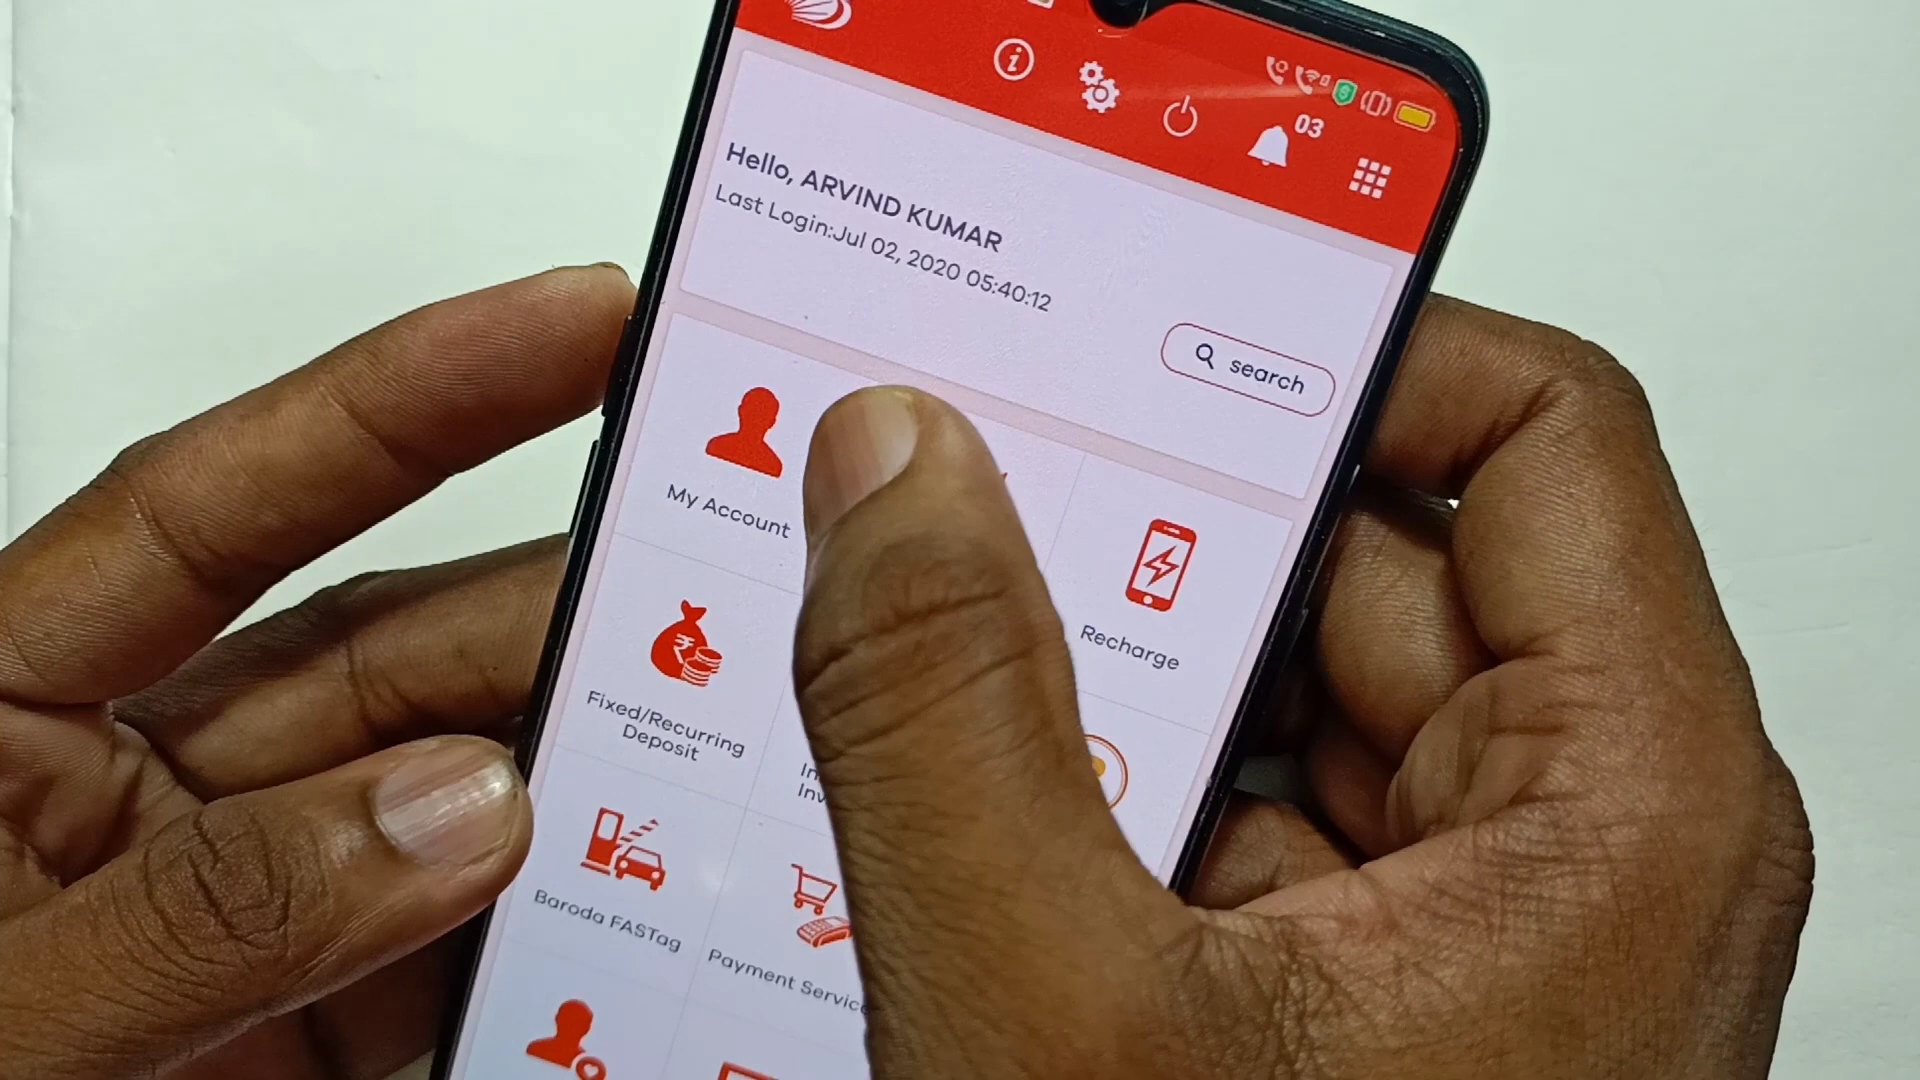 03
Hello, ARVIND KUMAR
Last Login:Jul 02, 2020 05:40:12
search
My Account
Recharge
Fixed/Recurring
Deposit
Baroda FASTag
Payment